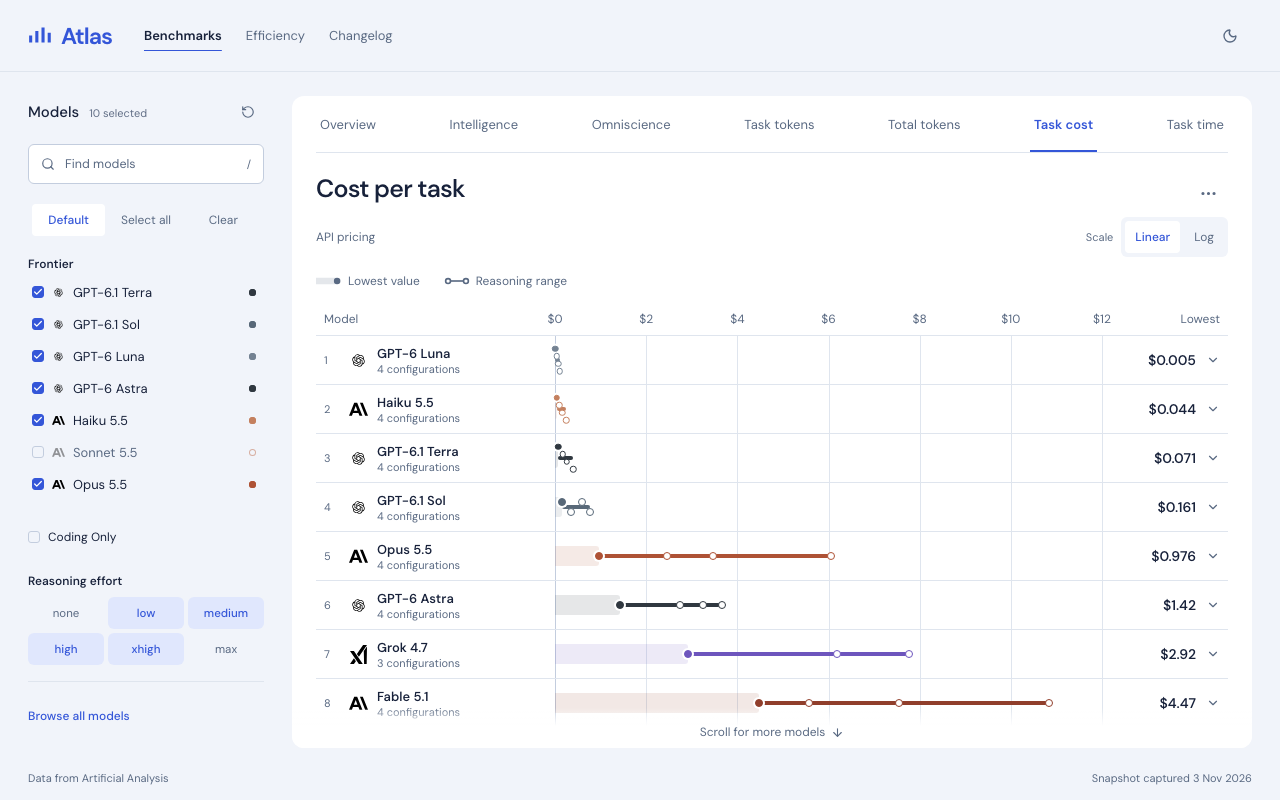 Atlas
Benchmarks Efficiency Changelog
Models 10 selected
Find models /
Default Select all Clear
Frontier
GPT-6.1 Terra
GPT-6.1 Sol
GPT-6 Luna
GPT-6 Astra
Haiku 5.5
Sonnet 5.5
Opus 5.5
Coding Only
Reasoning effort
none low medium
high xhigh max
Browse all models
Overview Intelligence Omniscience Task tokens Total tokens Task cost Task time
Cost per task
API pricing
Scale Linear Log
Lowest value Reasoning range
Model $0 $2 $4 $6 $8 $10 $12 Lowest
1 GPT-6 Luna $0.005
4 configurations
2 Haiku 5.5 $0.044
4 configurations
3 GPT-6.1 Terra $0.071
4 configurations
4 GPT-6.1 Sol $0.161
4 configurations
5 Opus 5.5 $0.976
4 configurations
6 GPT-6 Astra $1.42
4 configurations
7 Grok 4.7 $2.92
3 configurations
8 Fable 5.1 $4.47
4 configurations
Scroll for more models
Data from Artificial Analysis
Snapshot captured 3 Nov 2026